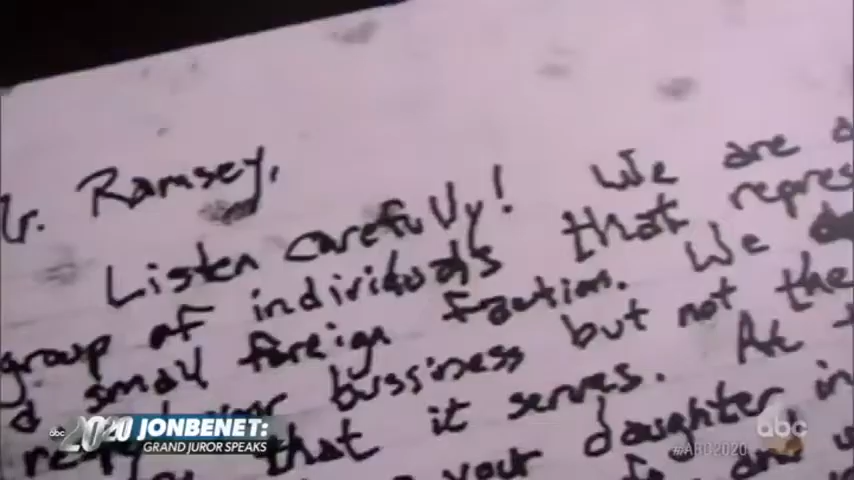 r. Ramsey,
Listen carefully! We are a
group of individuals that repres
a small foreign faction. We
bussiness but not the
that it serves. At
your daughter in
and
abc 2020 JONBENET:
GRAND JUROR SPEAKS
abc
#ABC2020